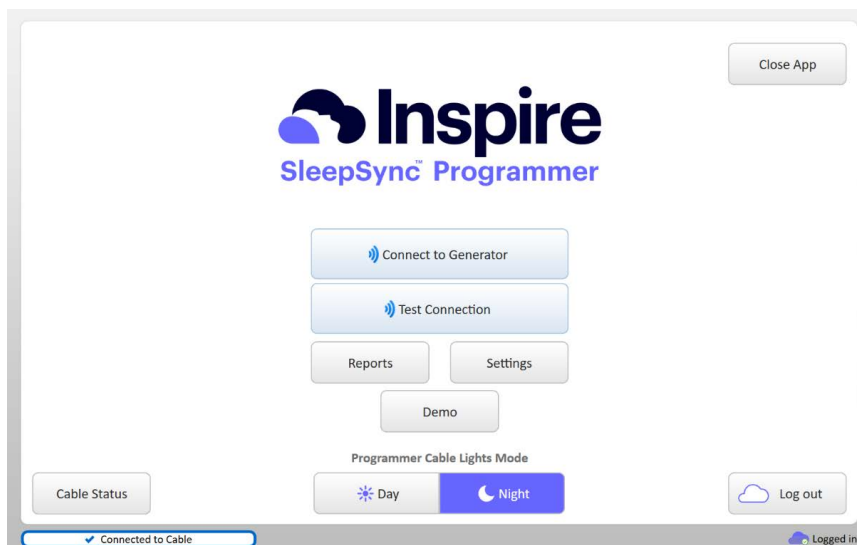 Close App
Inspire
SleepSync™ Programmer
Connect to Generator
Test Connection
Reports
Settings
Demo
Programmer Cable Lights Mode
Cable Status
Day
Night
Log out
Connected to Cable
Logged in